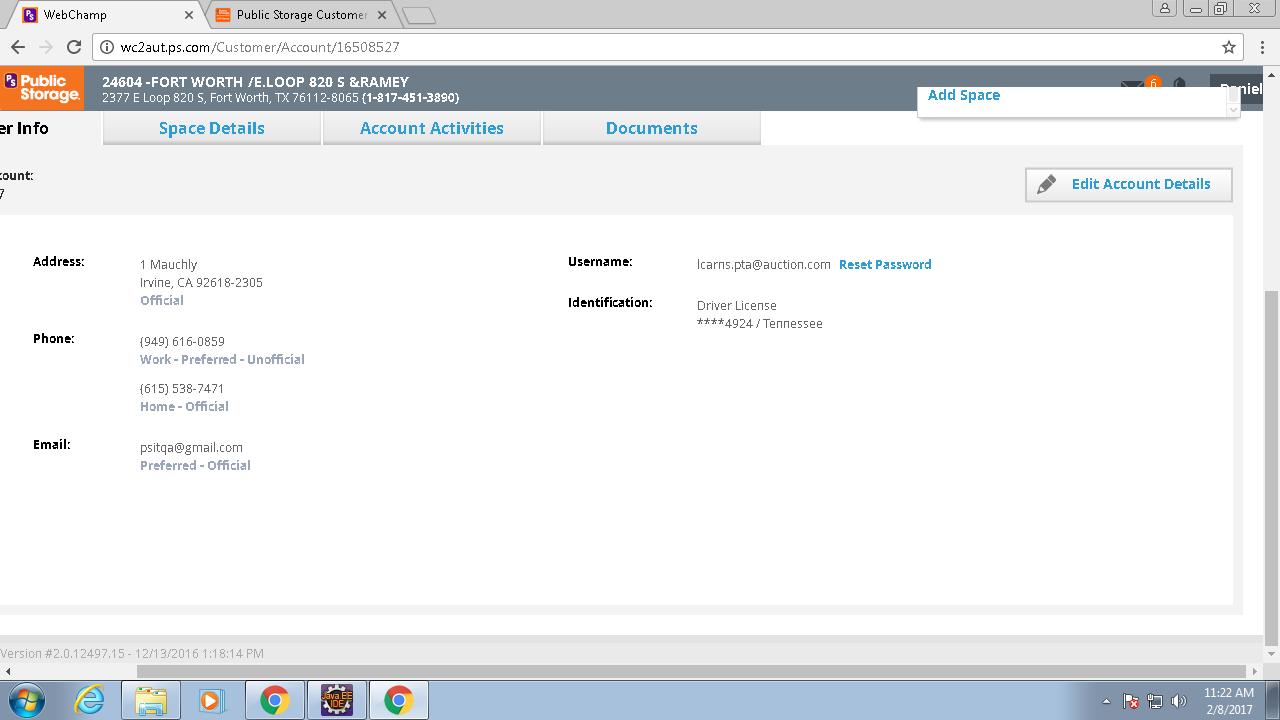 WebChamp
Public Storage Customer
wc2aut.ps.com/Customer/Account/16508527
PS Public Storage.
24604 -FORT WORTH /E.LOOP 820 S &RAMEY
2377 E Loop 820 S, Fort Worth, TX 76112-8065 (1-817-451-3890)
6
Daniel
Add Space
er Info
Space Details
Account Activities
Documents
count:
7
Edit Account Details
Address:
1 Mauchly
Irvine, CA 92618-2305
Official
Phone:
(949) 616-0859
Work - Preferred - Unofficial
(615) 538-7471
Home - Official
Email:
psitqa@gmail.com
Preferred - Official
Username:
lcarns.pta@auction.com Reset Password
Identification:
Driver License
****4924 / Tennessee
Version #2.0.12497.15 - 12/13/2016 1:18:14 PM
Java EE
IDE
11:22 AM
2/8/2017